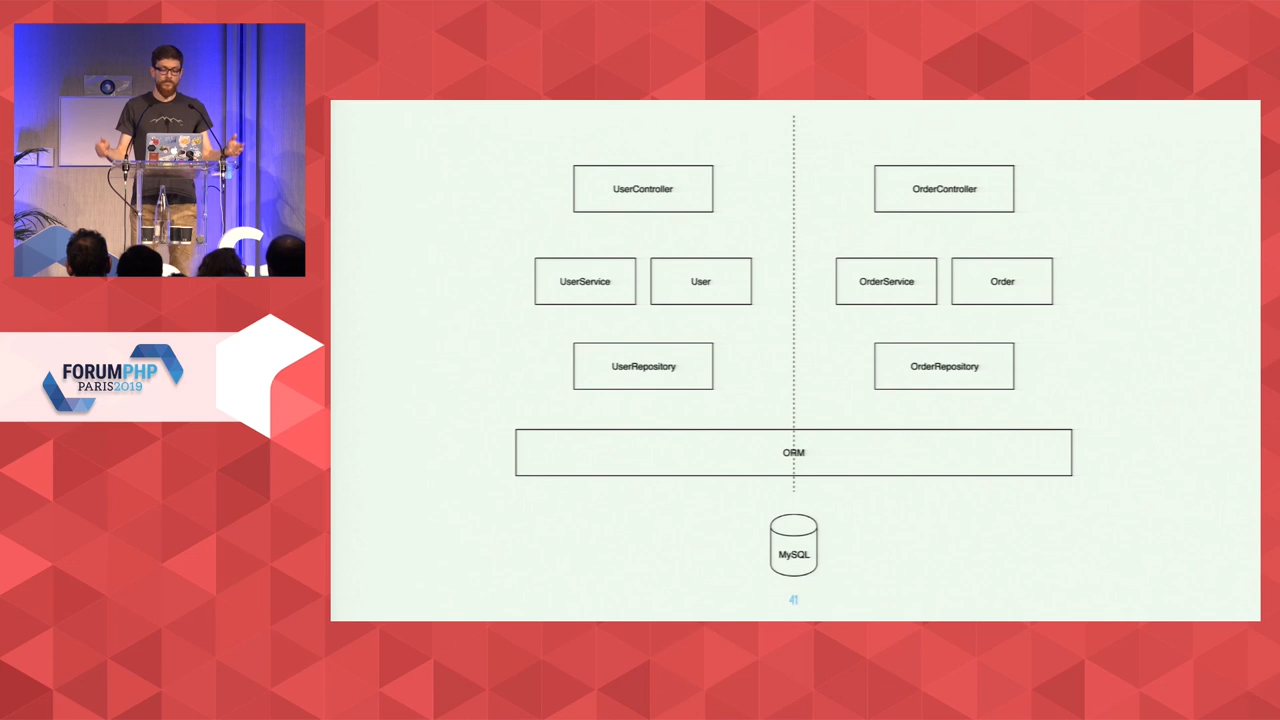 UserController
OrderController
UserService
User
OrderService
Order
UserRepository
OrderRepository
ORM
MySQL
41
FORUMPHP
PARIS2019